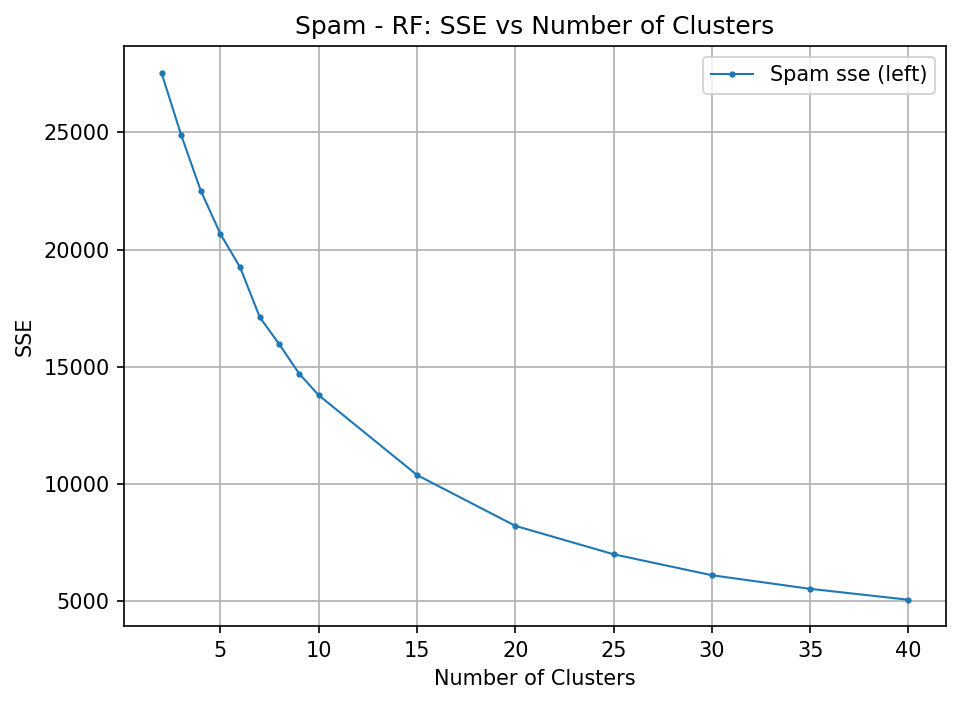 Spam - RF: SSE vs Number of Clusters
Spam sse (left)
25000
20000
15000
10000
5000
SSE
5 10 15 20 25 30 35 40
Number of Clusters